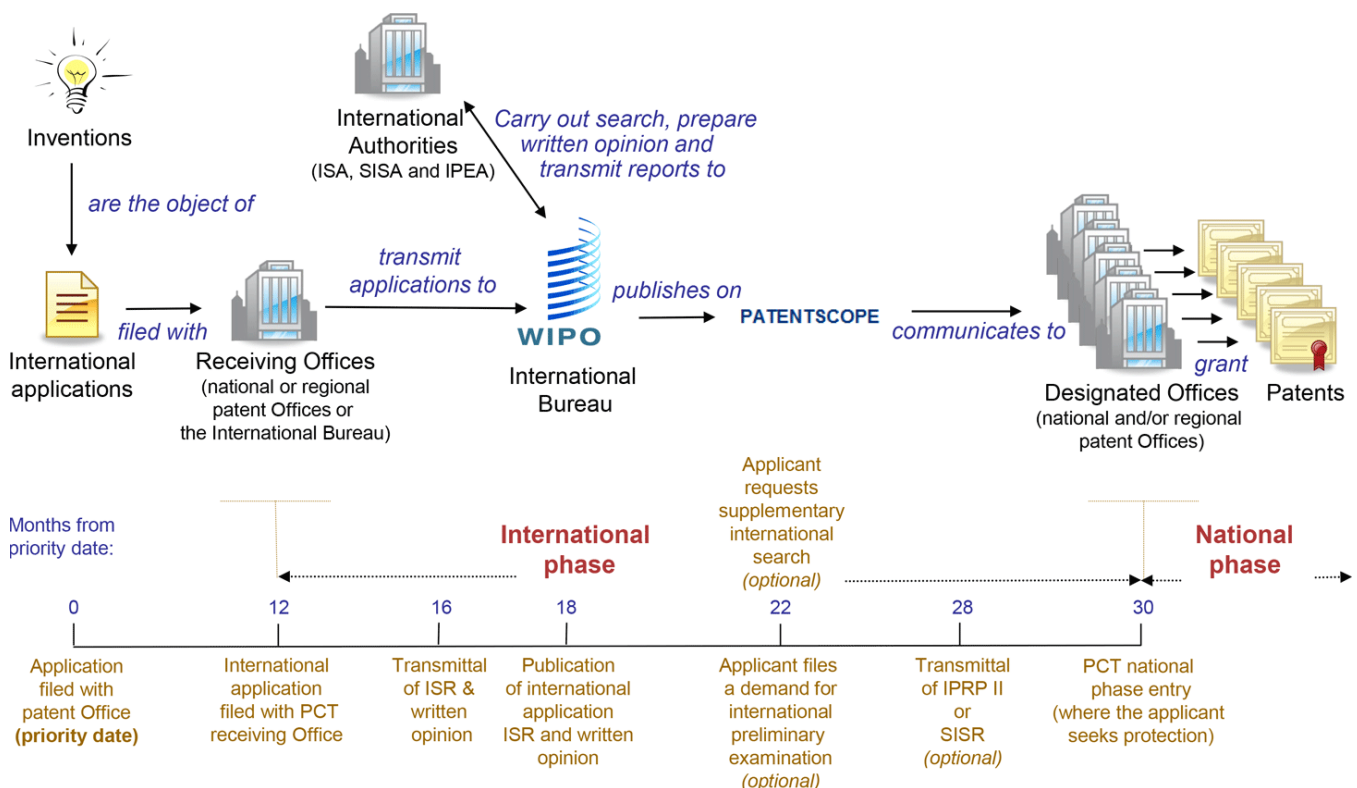 Inventions
are the object of
International
Authorities
(ISA, SISA and IPEA)
Carry out search, prepare
written opinion and
transmit reports to
International
applications
filed with
Receiving Offices
(national or regional
patent Offices or
the International Bureau)
transmit
applications to
WIPO
International
Bureau
publishes on
PATENTSCOPE
communicates to
Designated Offices
(national and/or regional
patent Offices)
grant
Patents
Months from
priority date:
International
phase
Applicant
requests
supplementary
international
search
(optional)
National
phase
0
12
16
18
22
28
30
Application
filed with
patent Office
(priority date)
International
application
filed with PCT
receiving Office
Transmittal
of ISR &
written
opinion
Publication
of international
application
ISR and written
opinion
Applicant files
a demand for
international
preliminary
examination
(optional)
Transmittal
of IPRP II
or
SISR
(optional)
PCT national
phase entry
(where the applicant
seeks protection)